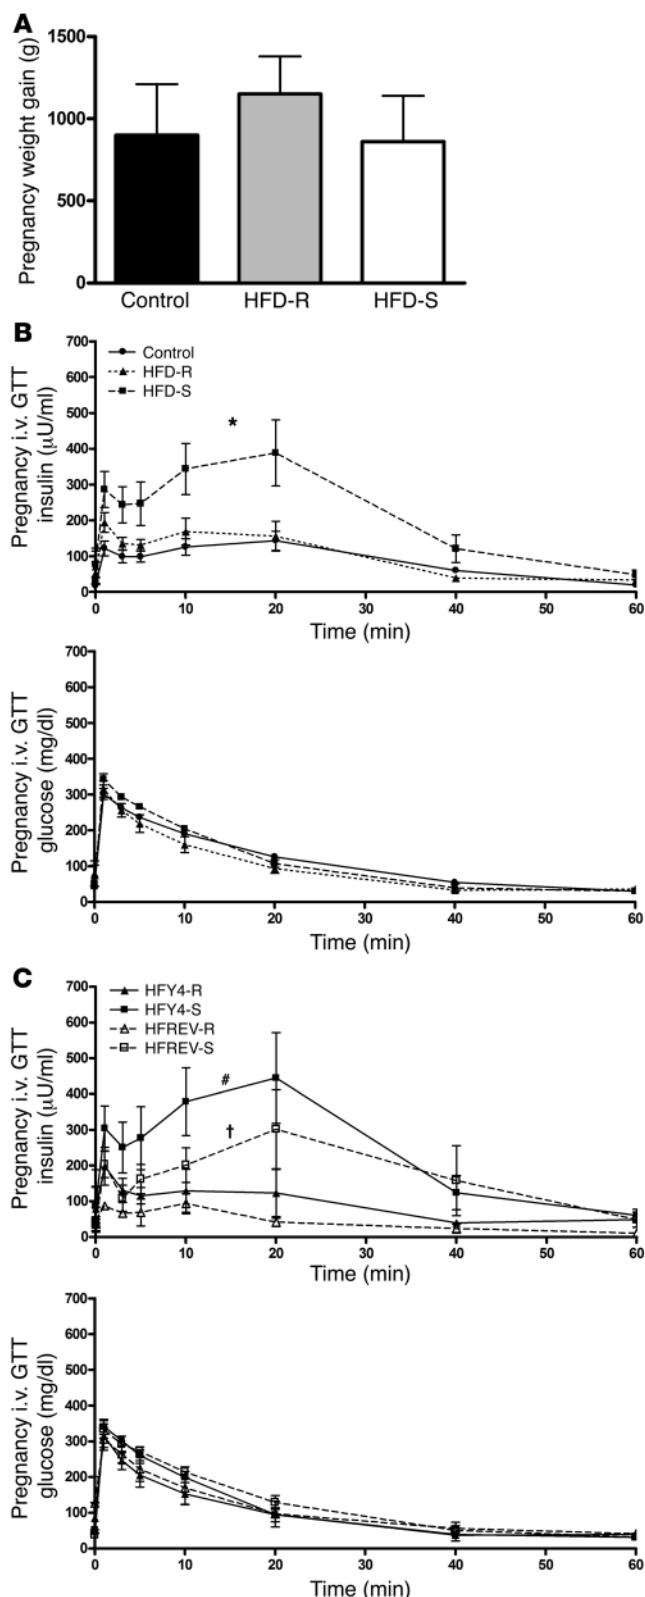 A
Pregnancy weight gain (g)
1500
1000
500
0
Control HFD-R HFD-S
B
Pregnancy i.v. GTT
insulin (μU/ml)
700
600
500
400
300
200
100
0
Control
HFD-R
HFD-S
*
0 10 20 30 40 50 60
Time (min)
Pregnancy i.v. GTT
glucose (mg/dl)
700
600
500
400
300
200
100
0
0 10 20 30 40 50 60
Time (min)
C
Pregnancy i.v. GTT
insulin (μU/ml)
700
600
500
400
300
200
100
0
HFY4-R
HFY4-S
HFREV-R
HFREV-S
#
†
0 10 20 30 40 50 60
Time (min)
Pregnancy i.v. GTT
glucose (mg/dl)
700
600
500
400
300
200
100
0
0 10 20 30 40 50 60
Time (min)